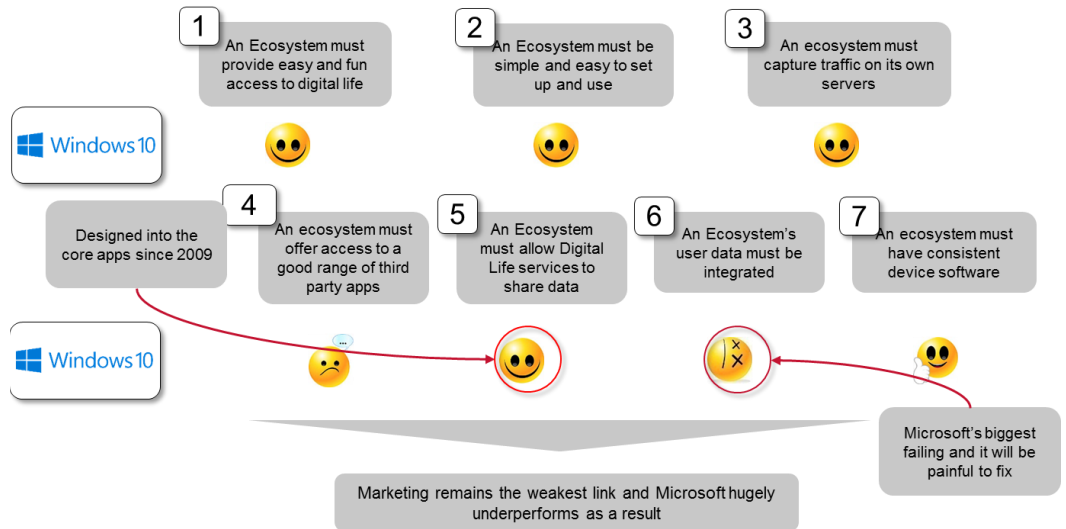 1
An Ecosystem must
provide easy and fun
access to digital life
2
An Ecosystem must be
simple and easy to set
up and use
3
An ecosystem must
capture traffic on its own
servers
Windows 10
Designed into the
core apps since 2009
4
An ecosystem must
offer access to a
good range of third
party apps
5
An Ecosystem
must allow Digital
Life services to
share data
6
An Ecosystem's
user data must be
integrated
7
An ecosystem must
have consistent
device software
Windows 10
...
Microsoft's biggest
failing and it will be
painful to fix
Marketing remains the weakest link and Microsoft hugely
underperforms as a result